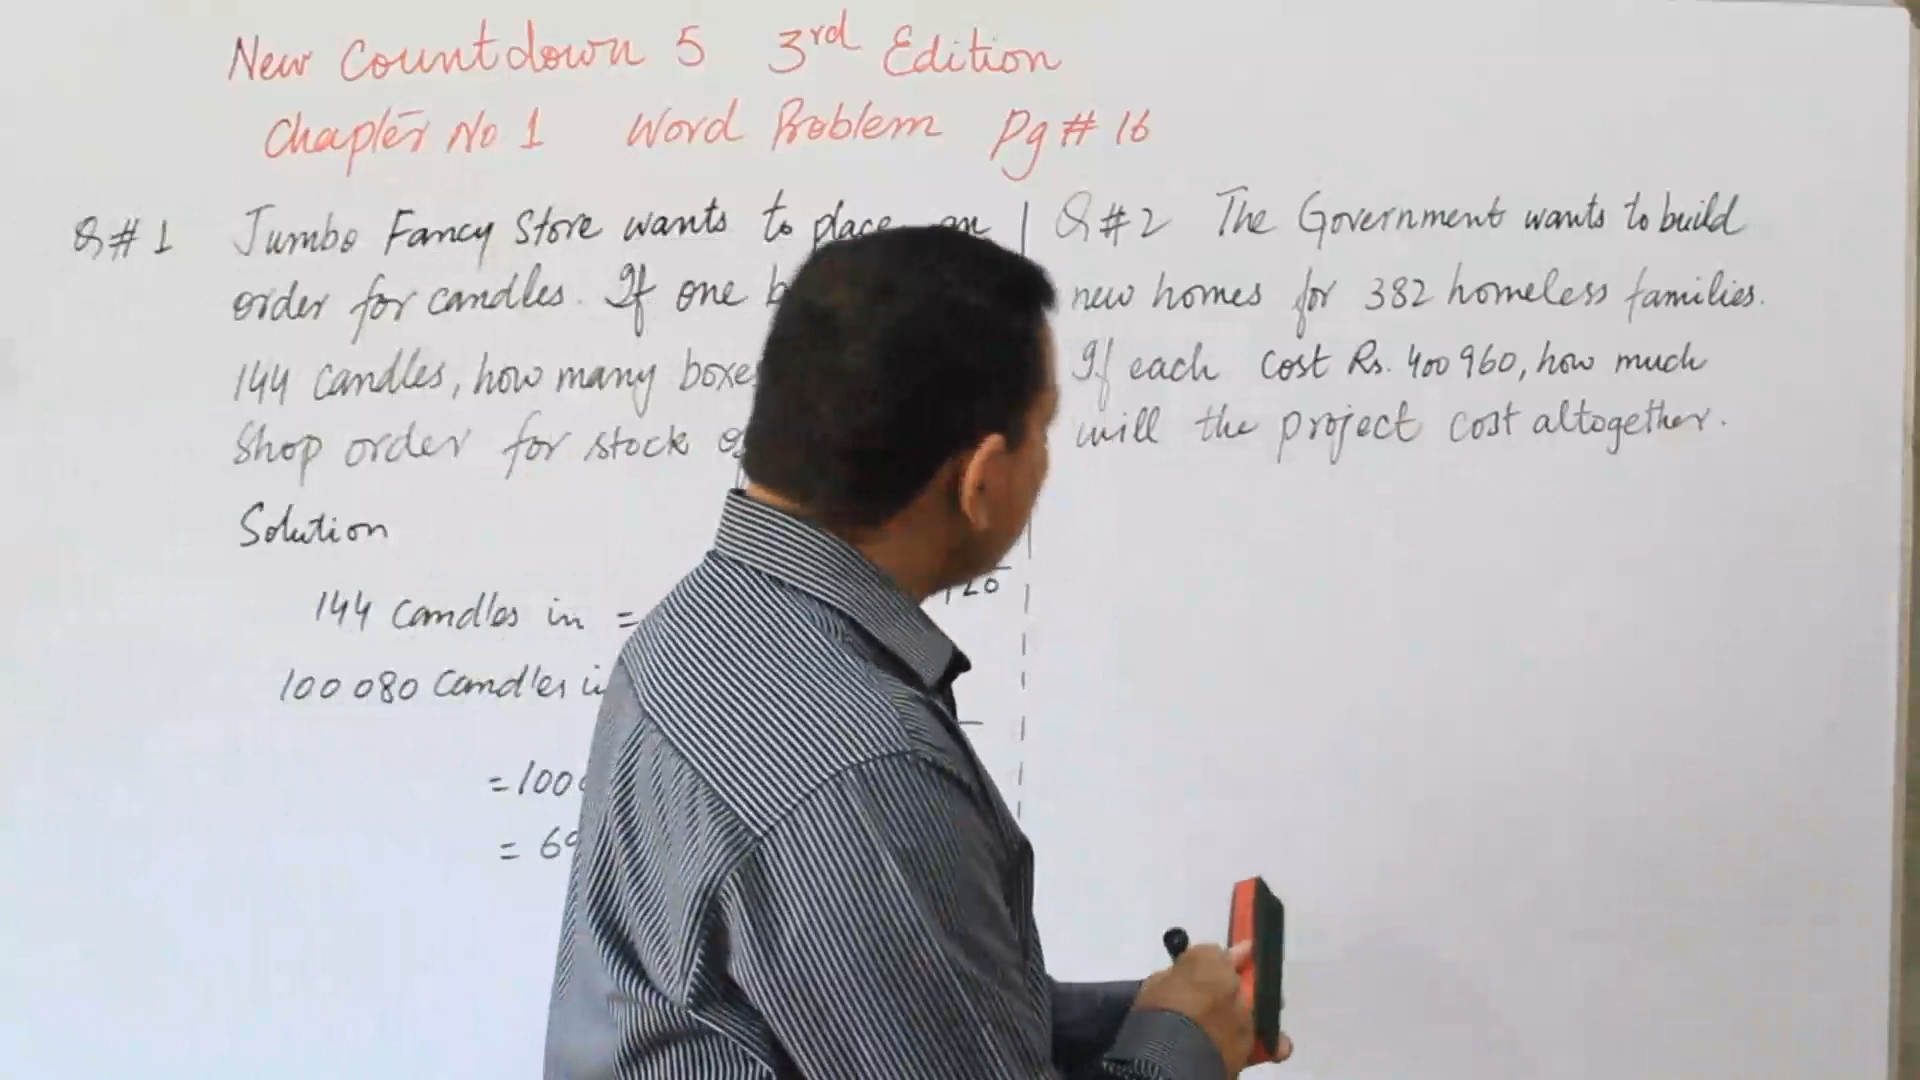 New Countdown 5 3rd Edition
Chapter No 1 Word Problem Pg # 16
Q#1 Jumbo Fancy Store wants to place an
order for candles. If one
144 candles, how many boxes
shop order for stock
Solution
144 candles in =
100 080 candles
= 100
Q#2 The Government wants to build
new homes for 382 homeless families.
If each cost Rs. 400 960, how much
will the project cost altogether.